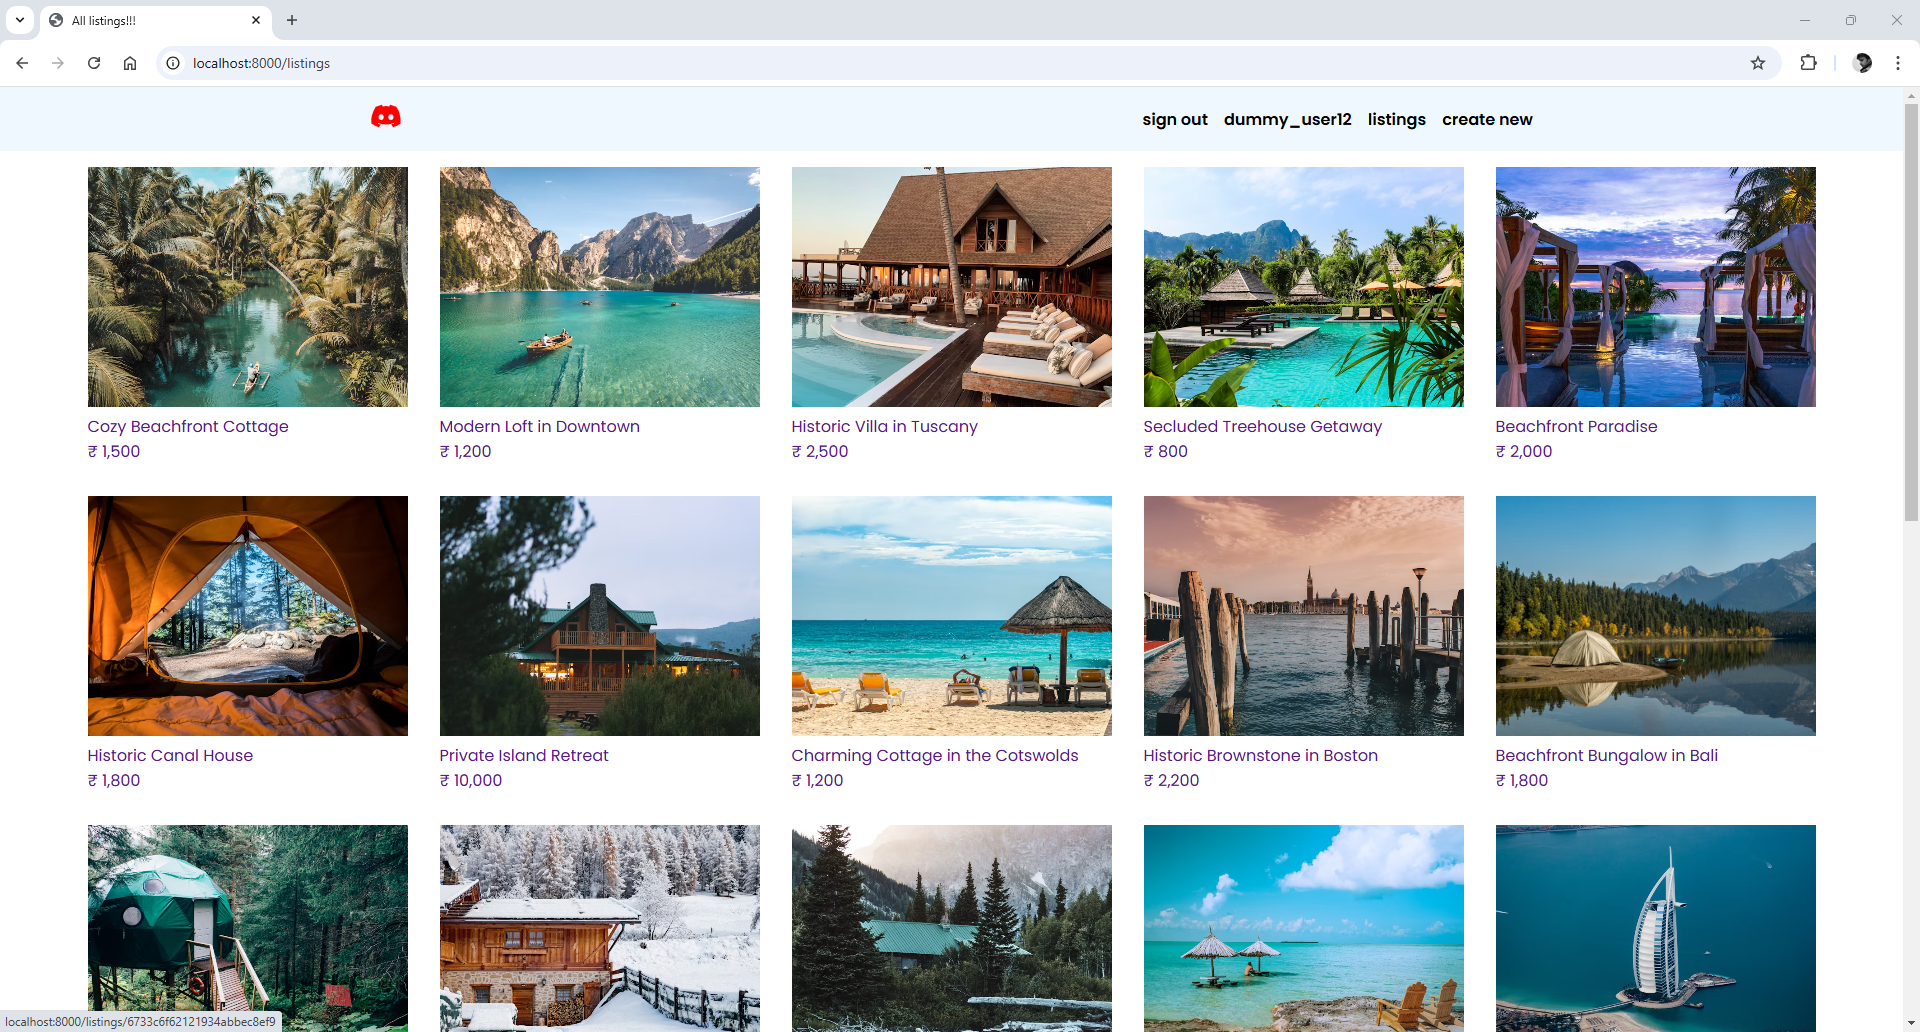 All listings!!!
localhost:8000/listings
sign out dummy_user12 listings create new
Cozy Beachfront Cottage
₹ 1,500
Modern Loft in Downtown
₹ 1,200
Historic Villa in Tuscany
₹ 2,500
Secluded Treehouse Getaway
₹ 800
Beachfront Paradise
₹ 2,000
Historic Canal House
₹ 1,800
Private Island Retreat
₹ 10,000
Charming Cottage in the Cotswolds
₹ 1,200
Historic Brownstone in Boston
₹ 2,200
Beachfront Bungalow in Bali
₹ 1,800
localhost:8000/listings/6733c6f62121934abbec8ef9